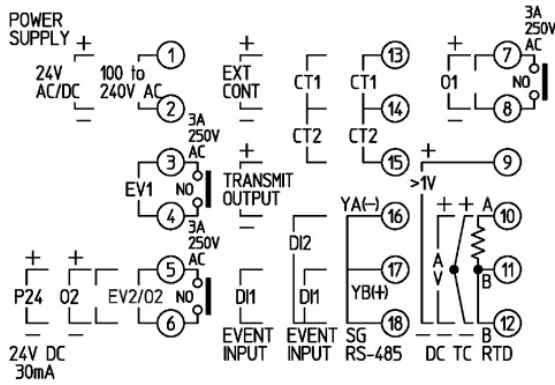 POWER
SUPPLY
+ + + + + + 3A
250V
AC
24V
AC/DC
100 to
240V AC
1
2
EXT
CONT
CT1
CT1
13
14
CT2
CT2
15
O1
7
NO
8
3A
250V
AC
3
EV1
NO
4
TRANSMIT
OUTPUT
+
>1V
9
3A
250V
AC
YA(–)
16
+ + A
10
DI2
5
P24
O2
EV2/O2
NO
6
DI1
DI1
17
YB(+)
A
V
11
B
18
12
B
24V DC
30mA
EVENT
INPUT
EVENT
INPUT
SG
RS-485
DC TC RTD